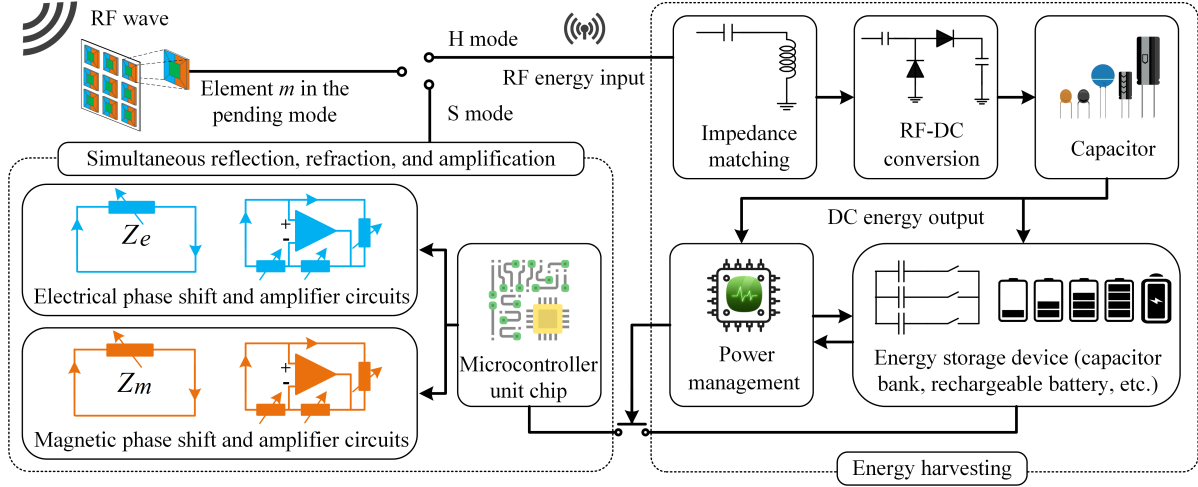 RF wave
Element m in the
pending mode
H mode
S mode
RF energy input
Impedance
matching
RF-DC
conversion
Capacitor
DC energy output
Simultaneous reflection, refraction, and amplification
Ze
+
-
Electrical phase shift and amplifier circuits
Zm
+
-
Magnetic phase shift and amplifier circuits
Microcontroller
unit chip
Power
management
Energy storage device (capacitor
bank, rechargeable battery, etc.)
Energy harvesting